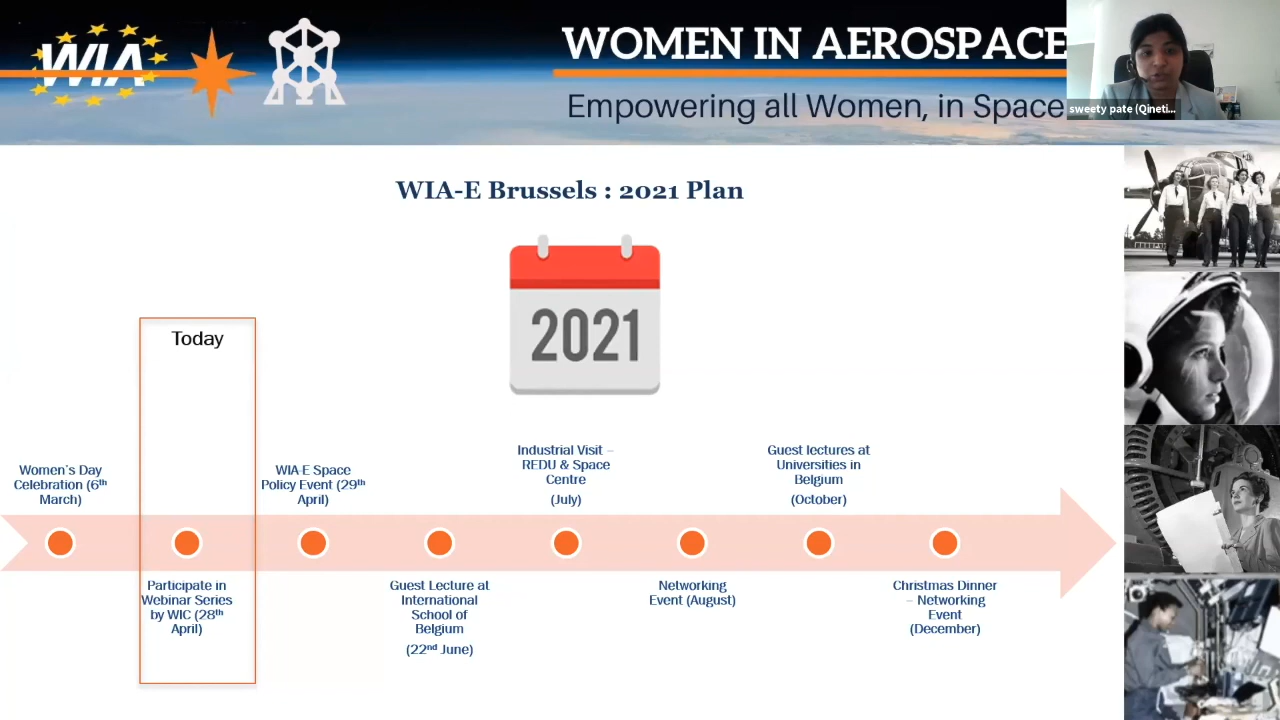 WIA
WOMEN IN AEROSPACE
Empowering all Women, in Space
sweety pate (Qineti...
WIA-E Brussels : 2021 Plan
2021
Today
Women's Day
Celebration (6th
March)
Participate in
Webinar Series
by WIC (28th
April)
WIA-E Space
Policy Event (29th
April)
Guest Lecture at
International
School of
Belgium
(22nd June)
Industrial Visit –
REDU & Space
Centre
(July)
Networking
Event (August)
Guest lectures at
Universities in
Belgium
(October)
Christmas Dinner
– Networking
Event
(December)